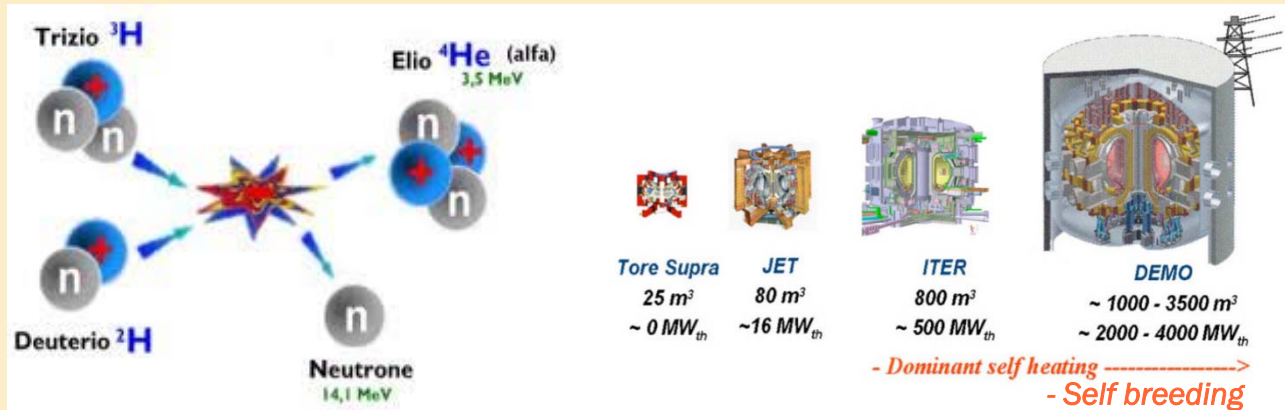 Trizio ³H
n
n
Deuterio ²H
n
Elio ⁴He (alfa)
3,5 MeV
n
n
n
Neutrone
14,1 MeV
Tore Supra
25 m³
~ 0 MWth
JET
80 m³
~16 MWth
ITER
800 m³
~ 500 MWth
DEMO
~ 1000 - 3500 m³
~ 2000 - 4000 MWth
- Dominant self heating ----------------->
- Self breeding